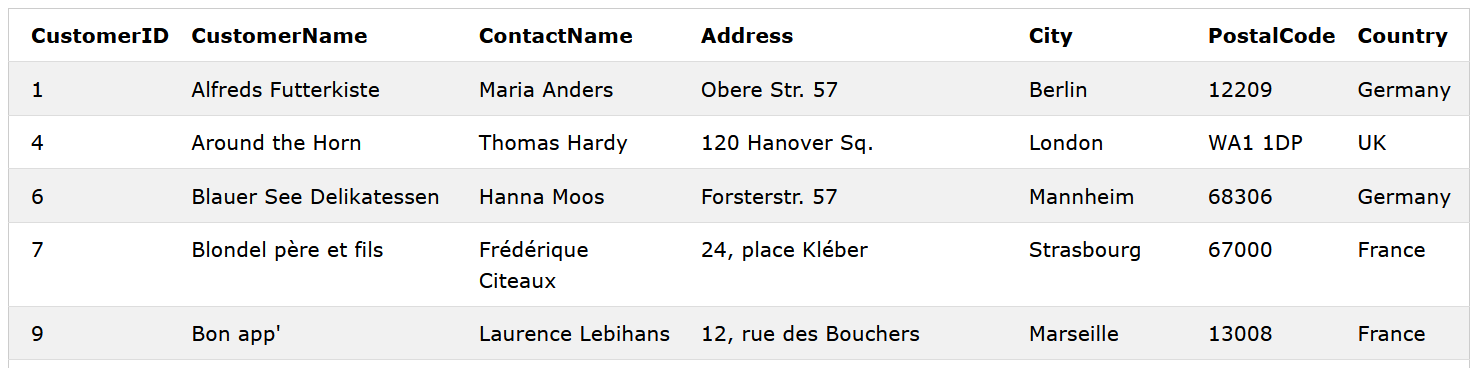 CustomerID CustomerName ContactName Address City PostalCode Country
1 Alfreds Futterkiste Maria Anders Obere Str. 57 Berlin 12209 Germany
4 Around the Horn Thomas Hardy 120 Hanover Sq. London WA1 1DP UK
6 Blauer See Delikatessen Hanna Moos Forsterstr. 57 Mannheim 68306 Germany
7 Blondel père et fils Frédérique 24, place Kléber Strasbourg 67000 France
Citeaux
9 Bon app' Laurence Lebihans 12, rue des Bouchers Marseille 13008 France